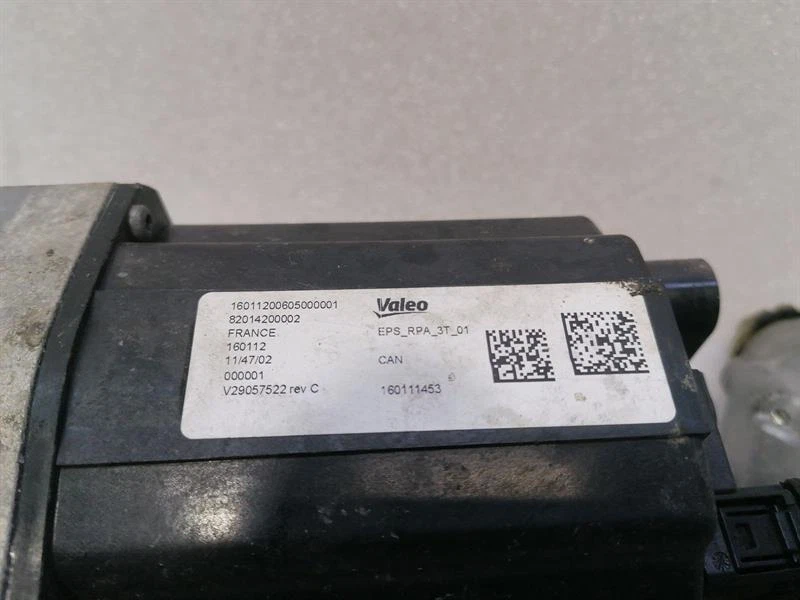 16011200605000001
82014200002
FRANCE
160112
11/47/02
000001
V29057522 rev C
Valeo
EPS_RPA_3T_01
CAN
160111453